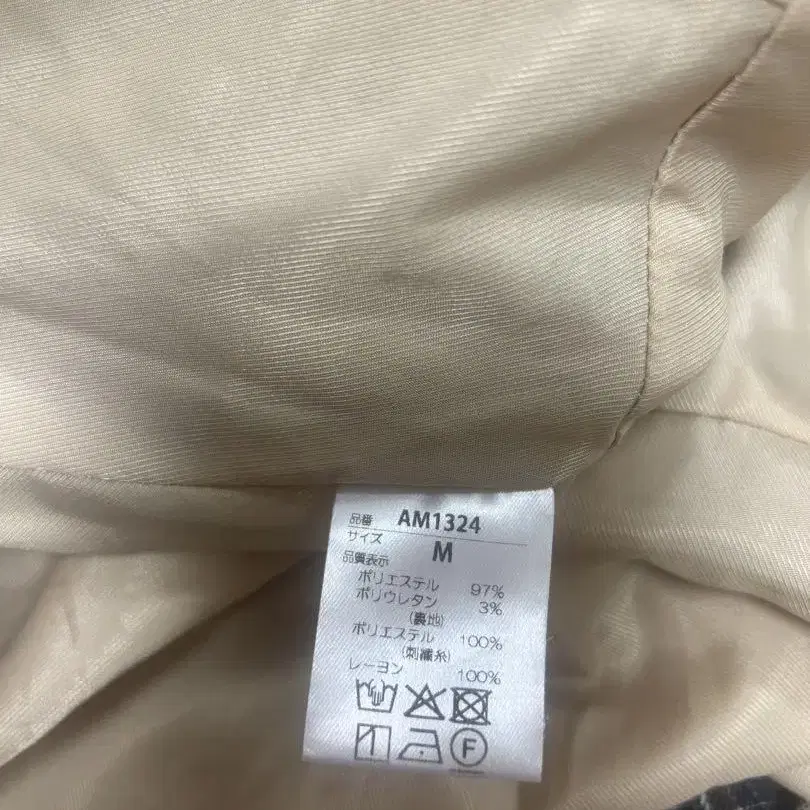 品番 AM1324
サイズ M
品質表示
ポリエステル 97%
ポリウレタン 3%
(裏地)
ポリエステル 100%
(刺繍糸)
レーヨン 100%
F